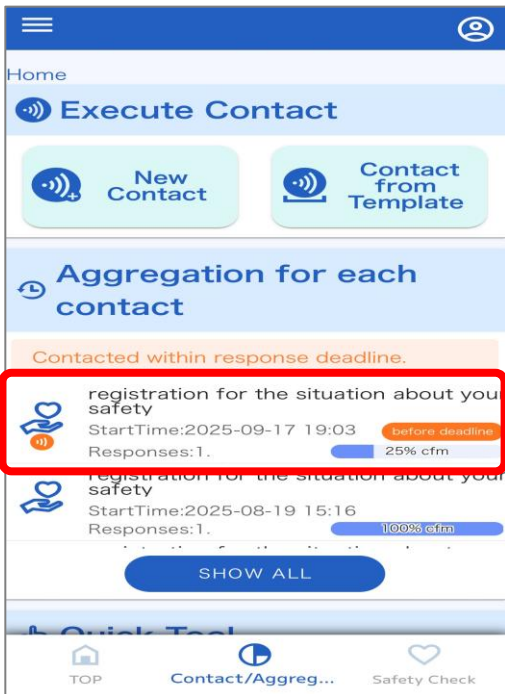 Home
Execute Contact
New
Contact
Contact
from
Template
Aggregation for each
contact
Contacted within response deadline.
registration for the situation about your
safety
StartTime:2025-09-17 19:03
before deadline
Responses:1.
25% cfm
registration for the situation about your
safety
StartTime:2025-08-19 15:16
Responses:1.
100% cfm
SHOW ALL
Quick Tool
TOP
Contact/Aggreg...
Safety Check